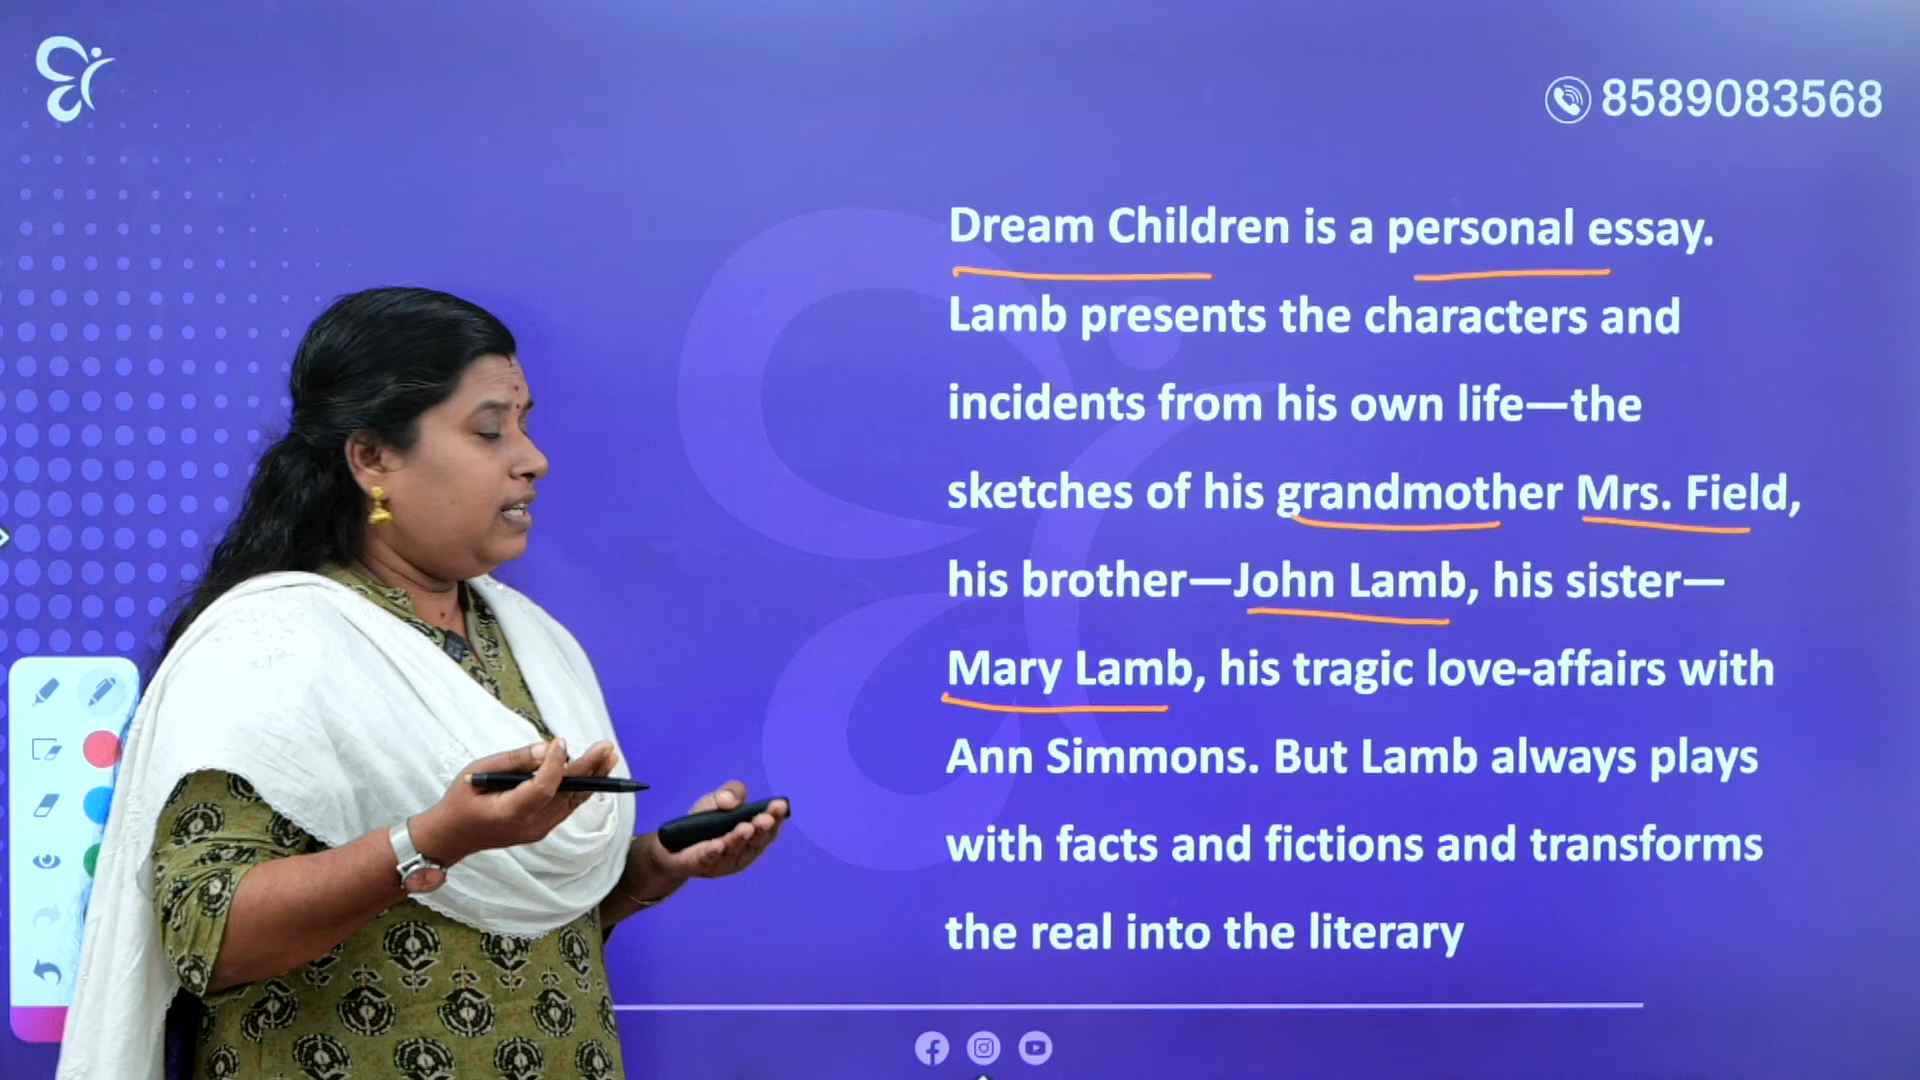 8589083568
Dream Children is a personal essay.
Lamb presents the characters and
incidents from his own life—the
sketches of his grandmother Mrs. Field,
his brother—John Lamb, his sister—
Mary Lamb, his tragic love-affairs with
Ann Simmons. But Lamb always plays
with facts and fictions and transforms
the real into the literary